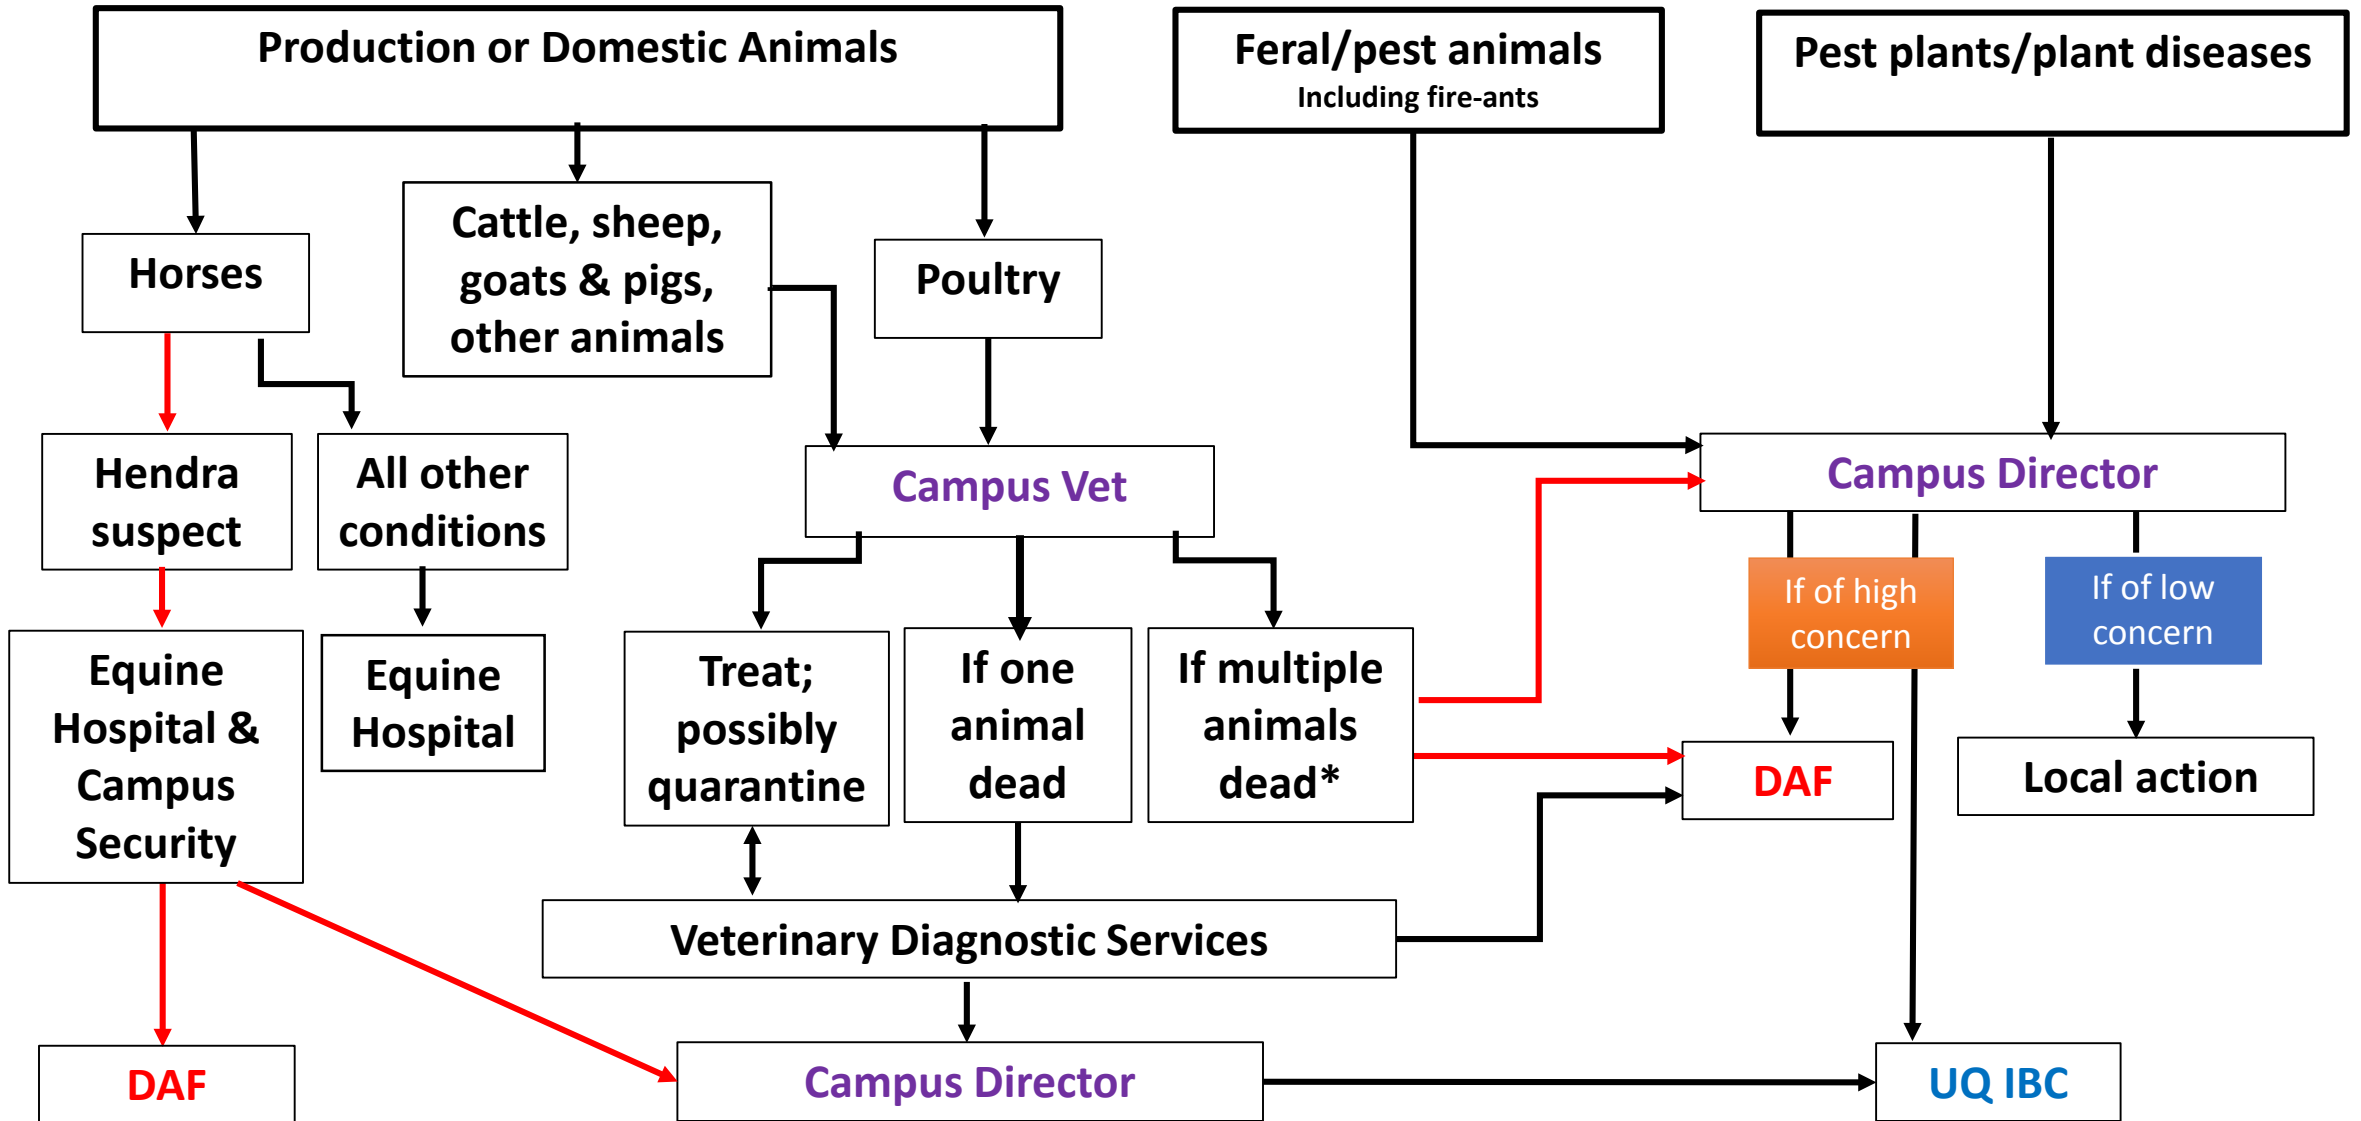 Production or Domestic Animals
Feral/pest animals
Including fire-ants
Pest plants/plant diseases
Horses
Cattle, sheep,
goats & pigs,
other animals
Poultry
Hendra
suspect
All other
conditions
Campus Vet
Campus Director
If of high
concern
If of low
concern
Equine
Hospital &
Campus
Security
Equine
Hospital
Treat;
possibly
quarantine
If one
animal
dead
If multiple
animals
dead*
DAF
Local action
Veterinary Diagnostic Services
DAF
Campus Director
UQ IBC